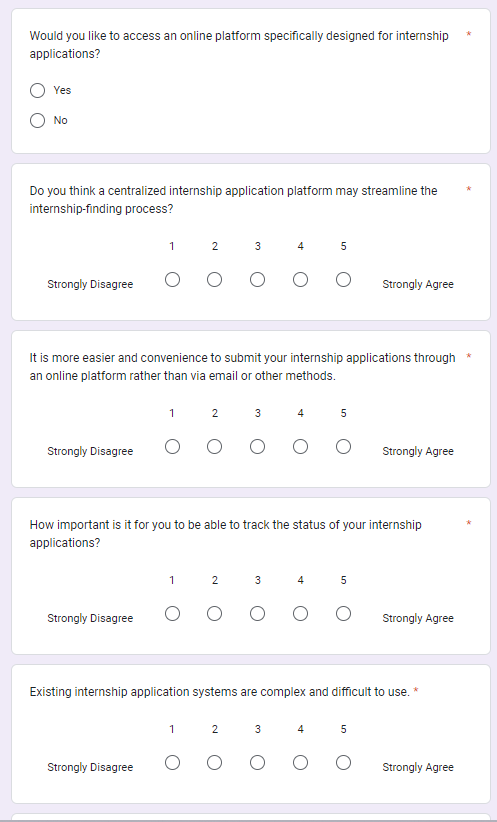 Would you like to access an online platform specifically designed for internship *
applications?
Yes
No
Do you think a centralized internship application platform may streamline the *
internship-finding process?
1 2 3 4 5
Strongly Disagree Strongly Agree
It is more easier and convenience to submit your internship applications through *
an online platform rather than via email or other methods.
1 2 3 4 5
Strongly Disagree Strongly Agree
How important is it for you to be able to track the status of your internship *
applications?
1 2 3 4 5
Strongly Disagree Strongly Agree
Existing internship application systems are complex and difficult to use. *
1 2 3 4 5
Strongly Disagree Strongly Agree